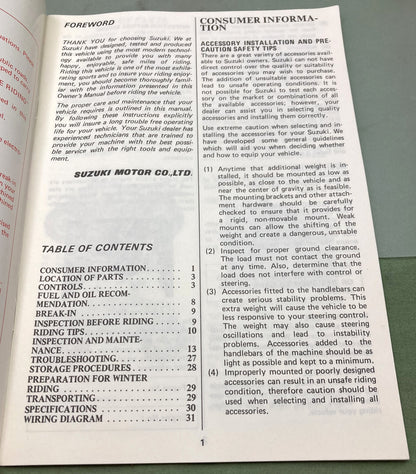 FOREWORD
THANK YOU for choosing Suzuki. We at
Suzuki have designed, tested and produced
this vehicle using the most modern technol-
ogy available to provide you with many
happy, enjoyable, safe miles of riding.
Riding this vehicle is one of the most exhila-
rating sports and to insure your riding enjoy-
ment, you should become thoroughly famil-
iar with the information presented in this
Owner's Manual before riding the vehicle.
The proper care and maintenance that your
vehicle requires is outlined in this manual.
By following these instructions explicitly
you will insure a long trouble free operating
life for your vehicle. Your Suzuki dealer has
experienced technicians that are trained to
provide your machine with the best possi-
ble service with the right tools and equip-
ment.
SUZUKI MOTOR CO.,LTD.
TABLE OF CONTENTS
CONSUMER INFORMATION . . . . . . . 1
LOCATION OF PARTS . . . . . . . . . . . 3
CONTROLS . . . . . . . . . . . . . . . . . . . 3
FUEL AND OIL RECOM-
MENDATION . . . . . . . . . . . . . . . . . . 8
BREAK-IN . . . . . . . . . . . . . . . . . . . . 9
INSPECTION BEFORE RIDING . . . . . 9
RIDING TIPS . . . . . . . . . . . . . . . . . . 10
INSPECTION AND MAINTE-
NANCE . . . . . . . . . . . . . . . . . . . . . . 13
TROUBLESHOOTING . . . . . . . . . . . . 27
STORAGE PROCEDURES . . . . . . . . . 28
PREPARATION FOR WINTER
RIDING . . . . . . . . . . . . . . . . . . . . . . 29
TRANSPORTING . . . . . . . . . . . . . . . 29
SPECIFICATIONS . . . . . . . . . . . . . . 30
WIRING DIAGRAM . . . . . . . . . . . . . 31
CONSUMER INFORMA-
TION
ACCESSORY INSTALLATION AND PRE-
CAUTION SAFETY TIPS
There are a great variety of accessories avail-
able to Suzuki owners. Suzuki can not have
direct control over the quality or suitability
of accessories you may wish to purchase.
The addition of unsuitable accessories can
lead to unsafe operating conditions. It is
not possible for Suzuki to test each acces-
sory on the market or combinations of all
the available accessories; however, your
dealer can assist you in selecting quality
accessories and installing them correctly.
Use extreme caution when selecting and in-
stalling the accessories for your Suzuki. We
have developed some general guidelines
which will aid you when deciding whether
and how to equip your vehicle.
(1) Anytime that additional weight is in-
stalled, it should be mounted as low as
possible, as close to the vehicle and as
near the center of gravity as is feasible.
The mounting brackets and other attach-
ment hardware should be carefully
checked to ensure that it provides for
a rigid, non-movable mount. Weak
mounts can allow the shifting of the
weight and create a dangerous, unstable
condition.
(2) Inspect for proper ground clearance.
The load must not contact the ground
at any time. Also, determine that the
load does not interfere with control or
steering.
(3) Accessories fitted to the handlebars can
create serious stability problems. This
extra weight will cause the vehicle to be
less responsive to your steering control.
The weight may also cause steering
oscillations and lead to instability
problems. Accessories added to the
handlebars of the machine should be as
light as possible and kept to a minimum.
(4) Improperly mounted or poorly designed
accessories can result in an unsafe riding
condition, therefore caution should be
used when selecting and installing all
accessories.
1